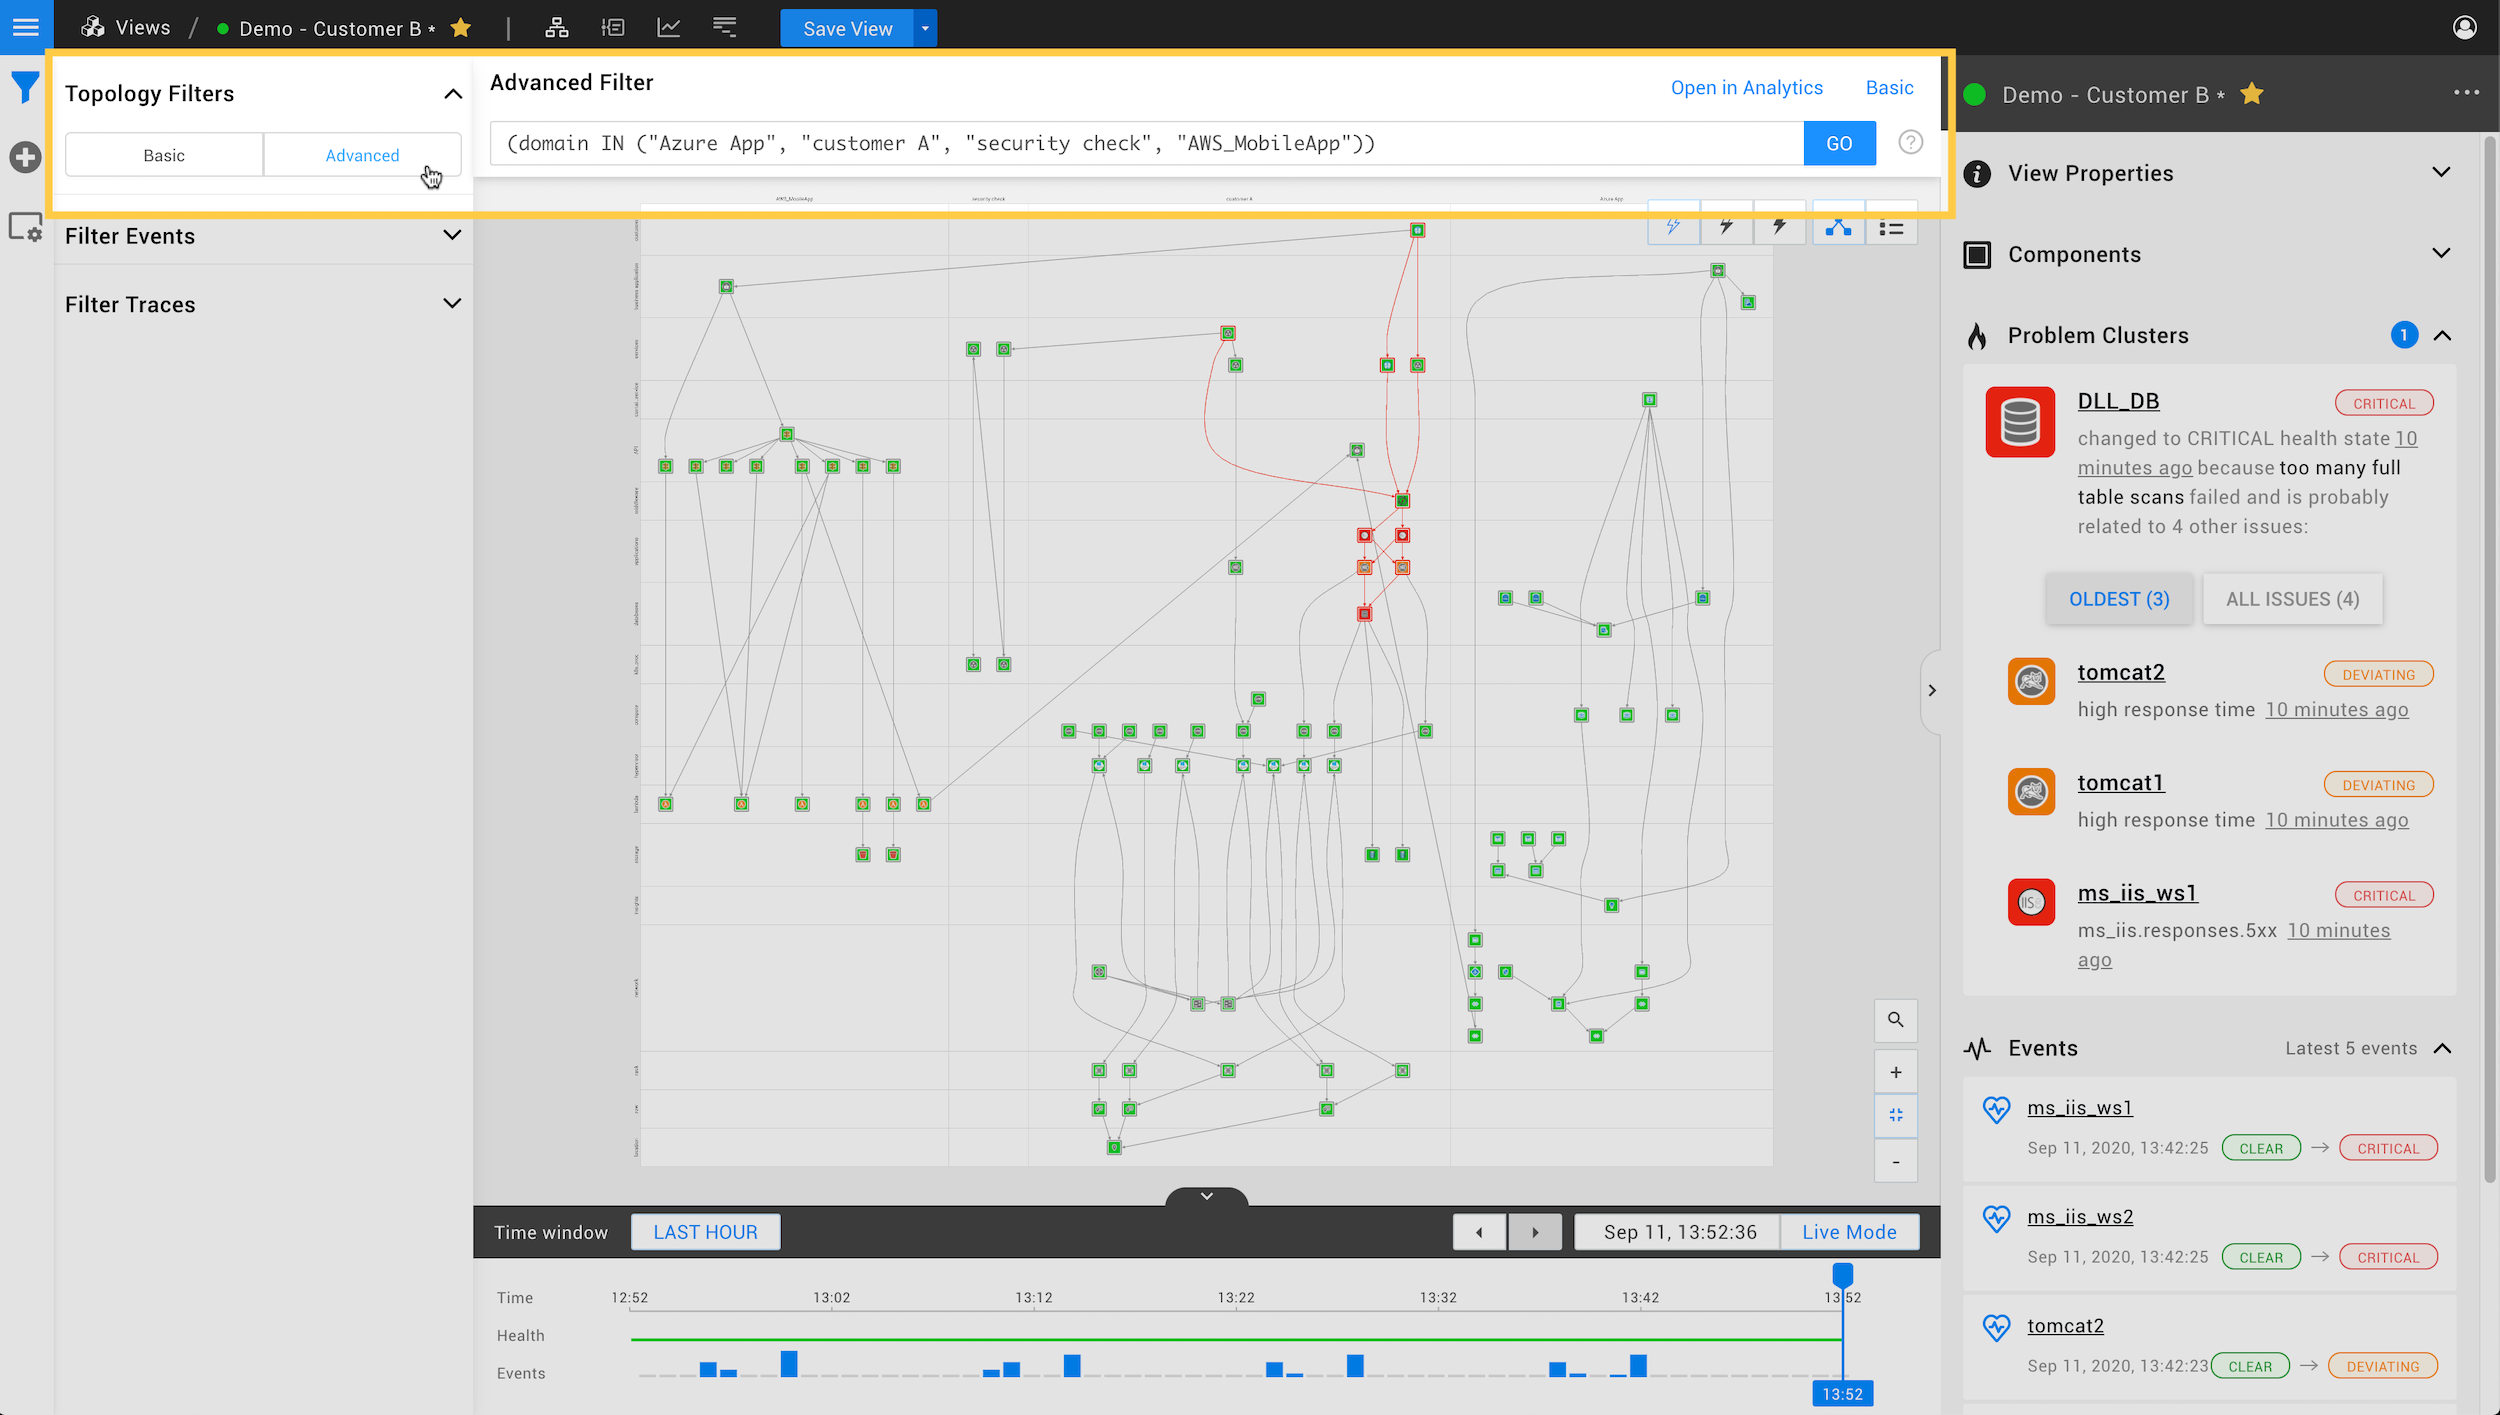 Views / Demo - Customer B * | Save View
Topology Filters
Basic Advanced
Filter Events
Filter Traces
Advanced Filter
Open in Analytics Basic
(domain IN ("Azure App", "customer A", "security check", "AWS_MobileApp")) GO ?
AWS_MobileApp security check customer A Azure App
Demo - Customer B *
View Properties
Components
Problem Clusters 1
DLL_DB CRITICAL
changed to CRITICAL health state 10
minutes ago because too many full
table scans failed and is probably
related to 4 other issues:
OLDEST (3) ALL ISSUES (4)
tomcat2 DEVIATING
high response time 10 minutes ago
tomcat1 DEVIATING
high response time 10 minutes ago
ms_iis_ws1 CRITICAL
ms_iis.responses.5xx 10 minutes
ago
Events Latest 5 events
ms_iis_ws1
Sep 11, 2020, 13:42:25 CLEAR → CRITICAL
ms_iis_ws2
Sep 11, 2020, 13:42:25 CLEAR → CRITICAL
tomcat2
Sep 11, 2020, 13:42:23 CLEAR → DEVIATING
+
-
Time window LAST HOUR Sep 11, 13:52:36 Live Mode
Time 12:52 13:02 13:12 13:22 13:32 13:42 13:52
Health
Events
13:52